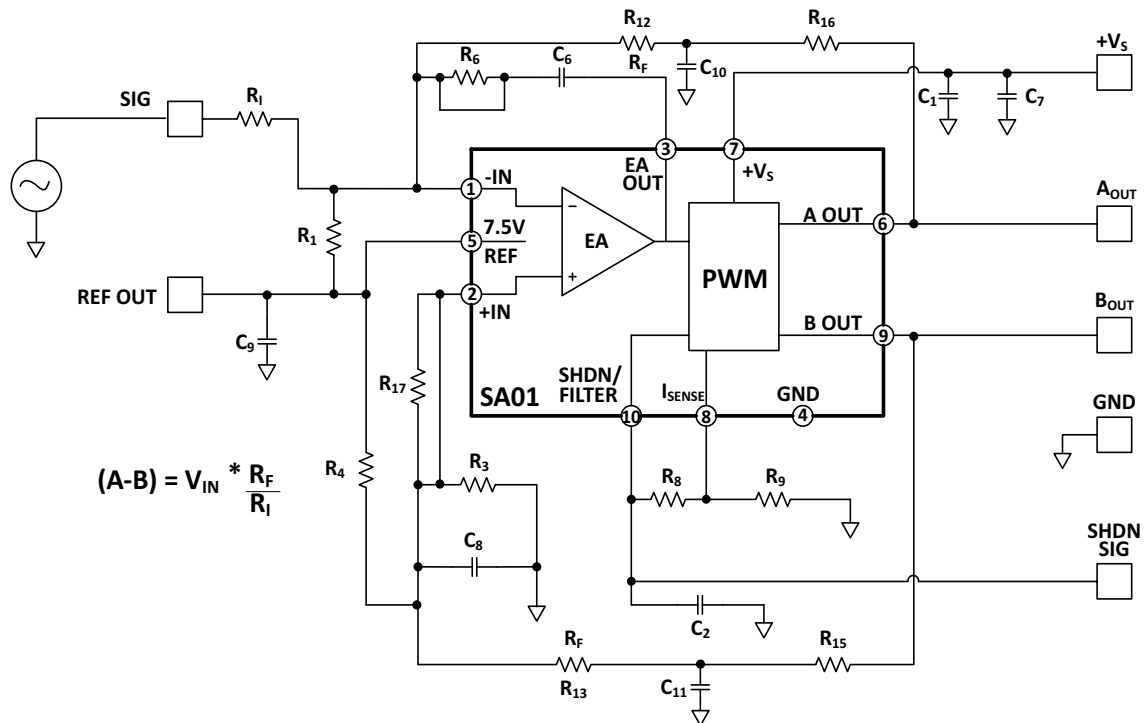 R12
R16
+VS
R6
C6
RF
C10
SIG
RI
C1
C7
3
7
EA
OUT
+VS
1
-IN
AOUT
R1
5
7.5V
REF
EA
A OUT
6
PWM
REF OUT
2
+IN
BOUT
B OUT
9
C9
R17
SHDN/
FILTER
SA01
ISENSE
GND
10
8
4
GND
R4
R3
(A-B) = VIN * RF
RI
R8
R9
C8
SHDN
SIG
C2
RF
R15
R13
C11